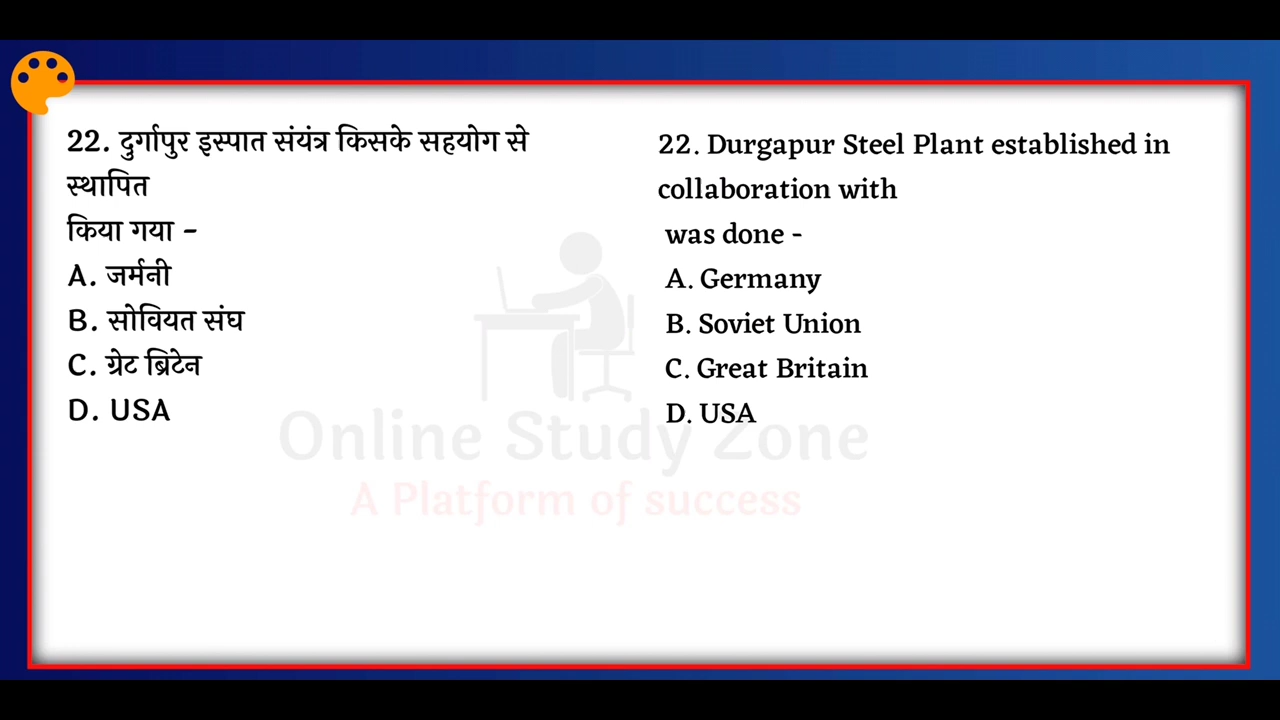 22. दुर्गापुर इस्पात संयंत्र किसके सहयोग से
स्थापित
किया गया -
A. जर्मनी
B. सोवियत संघ
C. ग्रेट ब्रिटेन
D. USA
22. Durgapur Steel Plant established in
collaboration with
was done -
A. Germany
B. Soviet Union
C. Great Britain
D. USA
Online Study Zone
A Platform of success